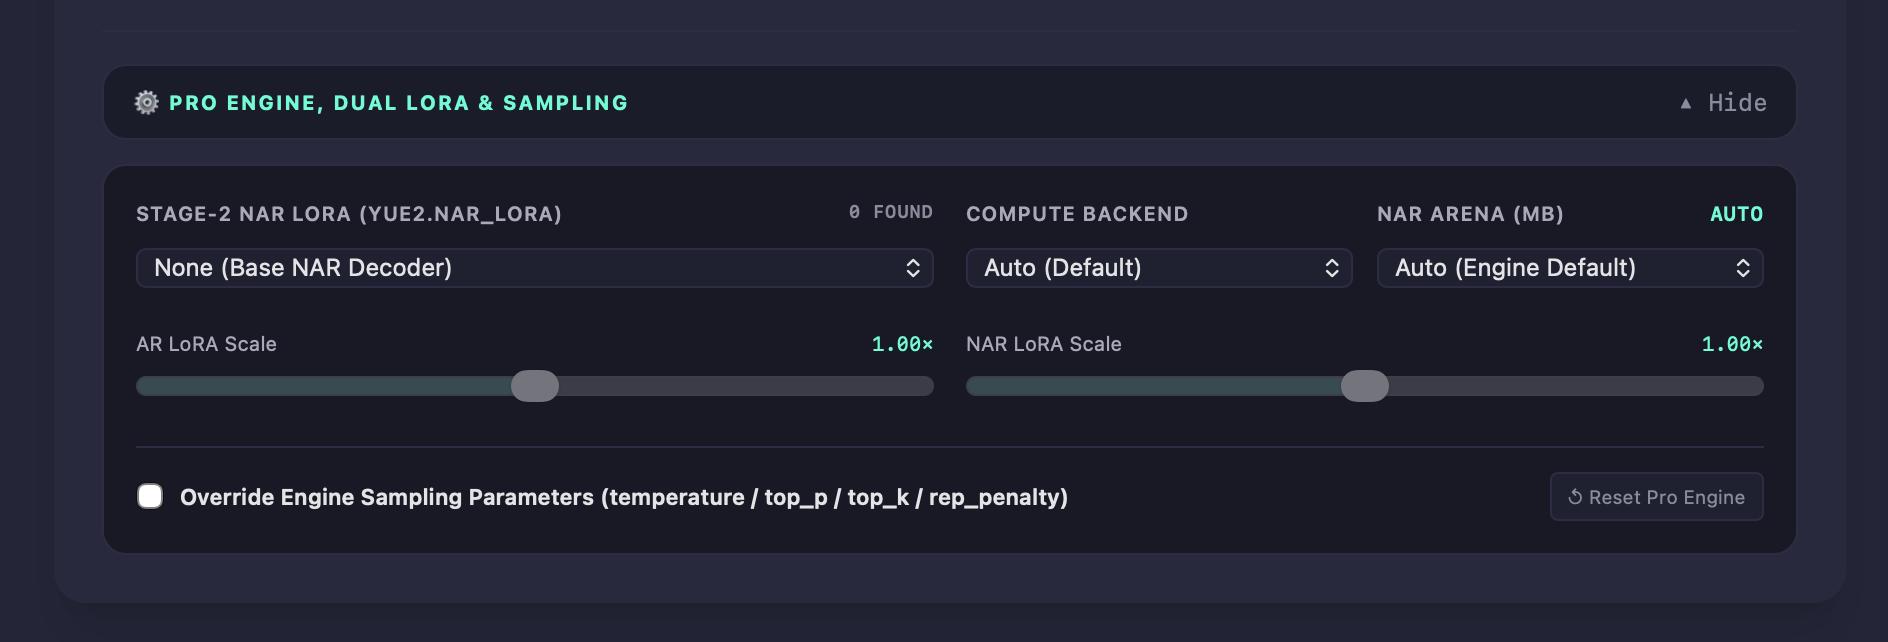 PRO ENGINE, DUAL LORA & SAMPLING
▲ Hide
STAGE-2 NAR LORA (YUE2.NAR_LORA)
0 FOUND
None (Base NAR Decoder)
COMPUTE BACKEND
Auto (Default)
NAR ARENA (MB)
AUTO
Auto (Engine Default)
AR LoRA Scale
1.00×
NAR LoRA Scale
1.00×
Override Engine Sampling Parameters (temperature / top_p / top_k / rep_penalty)
↺ Reset Pro Engine